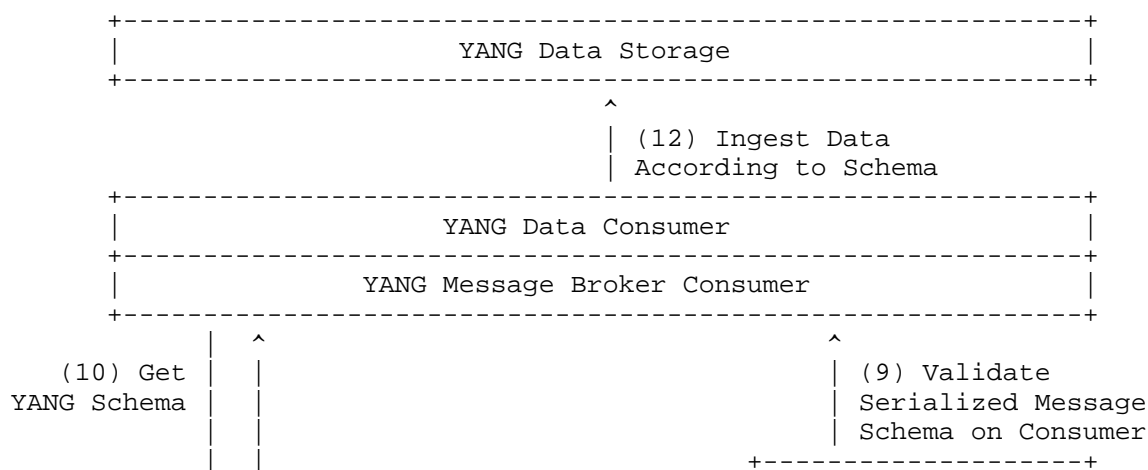 YANG Data Storage
(12) Ingest Data
According to Schema
YANG Data Consumer
YANG Message Broker Consumer
(10) Get
YANG Schema
(9) Validate
Serialized Message
Schema on Consumer